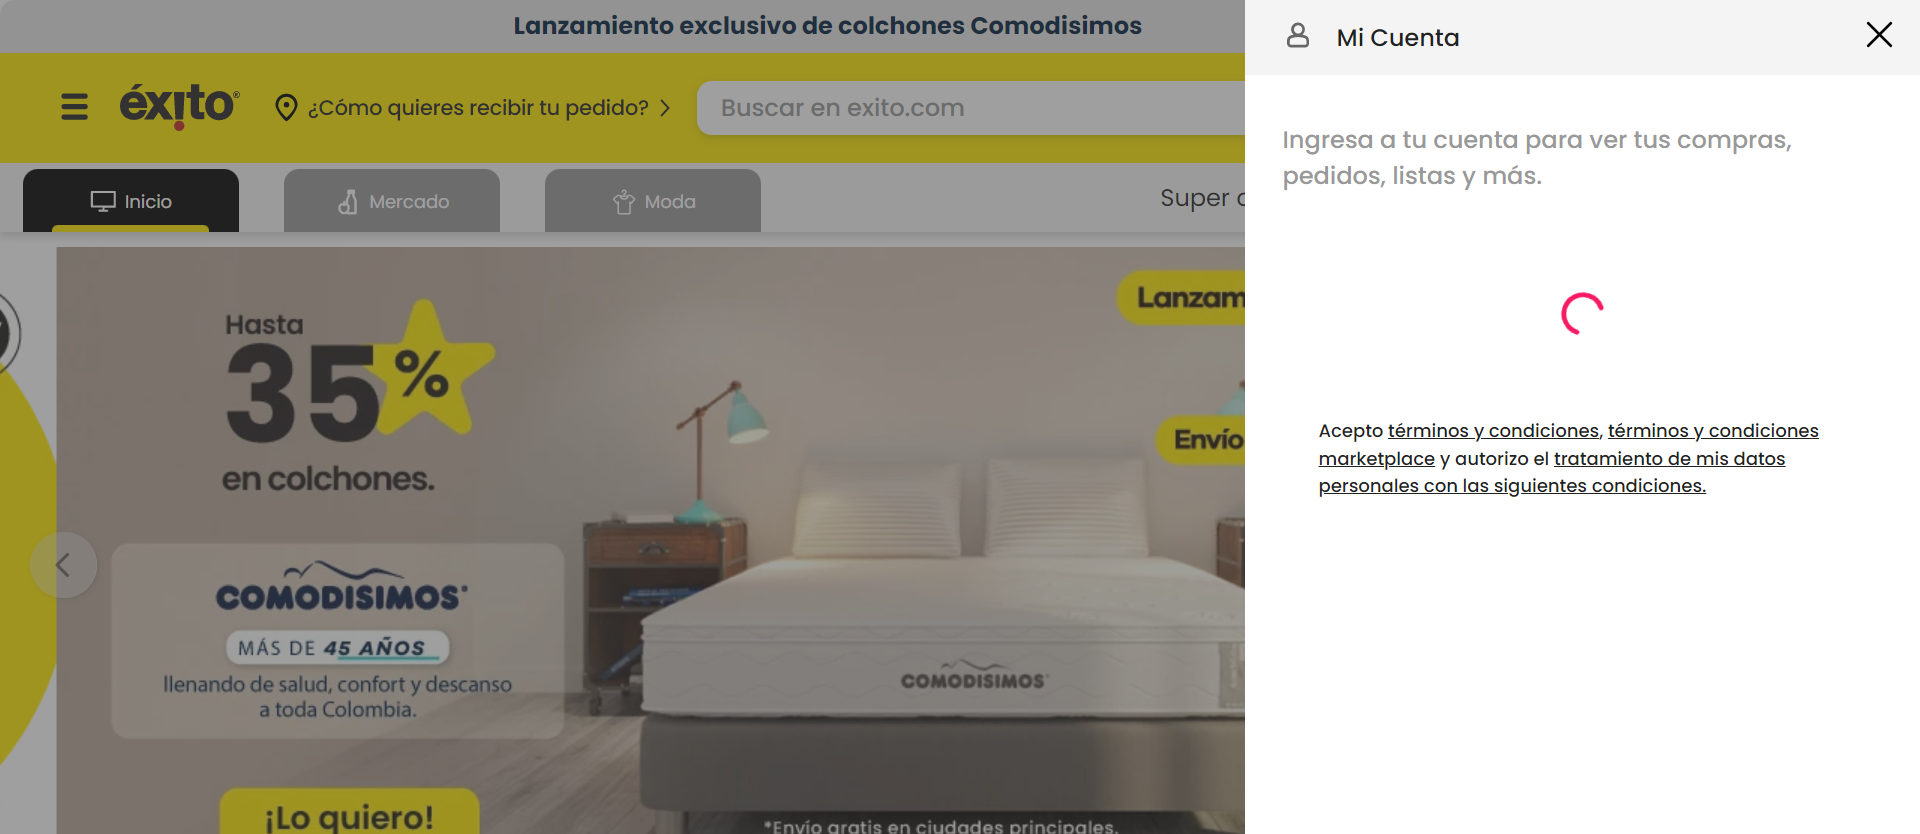 Lanzamiento exclusivo de colchones Comodisimos
éxito
¿Cómo quieres recibir tu pedido?
Buscar en exito.com
Inicio
Mercado
Moda
Super
Hasta
35%
en colchones.
COMODISIMOS
MÁS DE 45 AÑOS
llenando de salud, confort y descanso
a toda Colombia.
¡Lo quiero!
Lanzam
Envío
COMODISIMOS
*Envío gratis en ciudades principales.
Mi Cuenta
Ingresa a tu cuenta para ver tus compras,
pedidos, listas y más.
Acepto términos y condiciones, términos y condiciones
marketplace y autorizo el tratamiento de mis datos
personales con las siguientes condiciones.